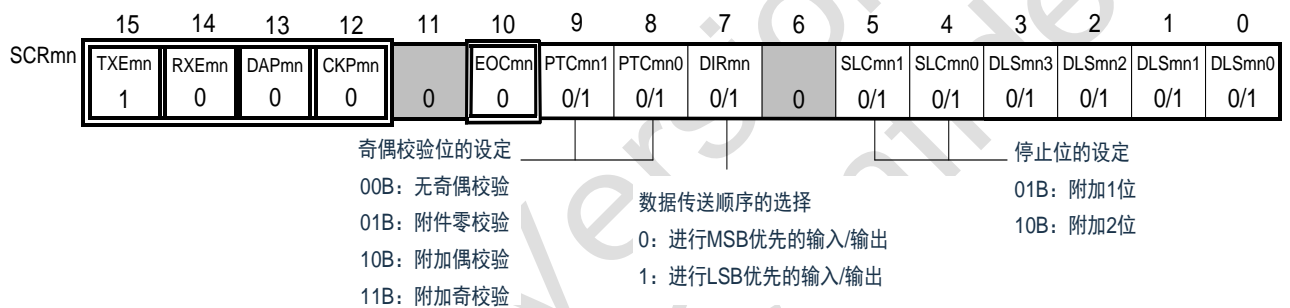 15 14 13 12 11 10 9 8 7 6 5 4 3 2 1 0
SCRmn TXEmn RXEmn DAPmn CKPmn EOCmn PTCmn1 PTCmn0 DIRmn SLCmn1 SLCmn0 DLSmn3 DLSmn2 DLSmn1 DLSmn0
1 0 0 0 0 0 0/1 0/1 0/1 0 0/1 0/1 0/1 0/1 0/1 0/1
奇偶校验位的设定
00B：无奇偶校验
01B：附件零校验
10B：附加偶校验
11B：附加奇校验
数据传送顺序的选择
0：进行MSB优先的输入/输出
1：进行LSB优先的输入/输出
停止位的设定
01B：附加1位
10B：附加2位